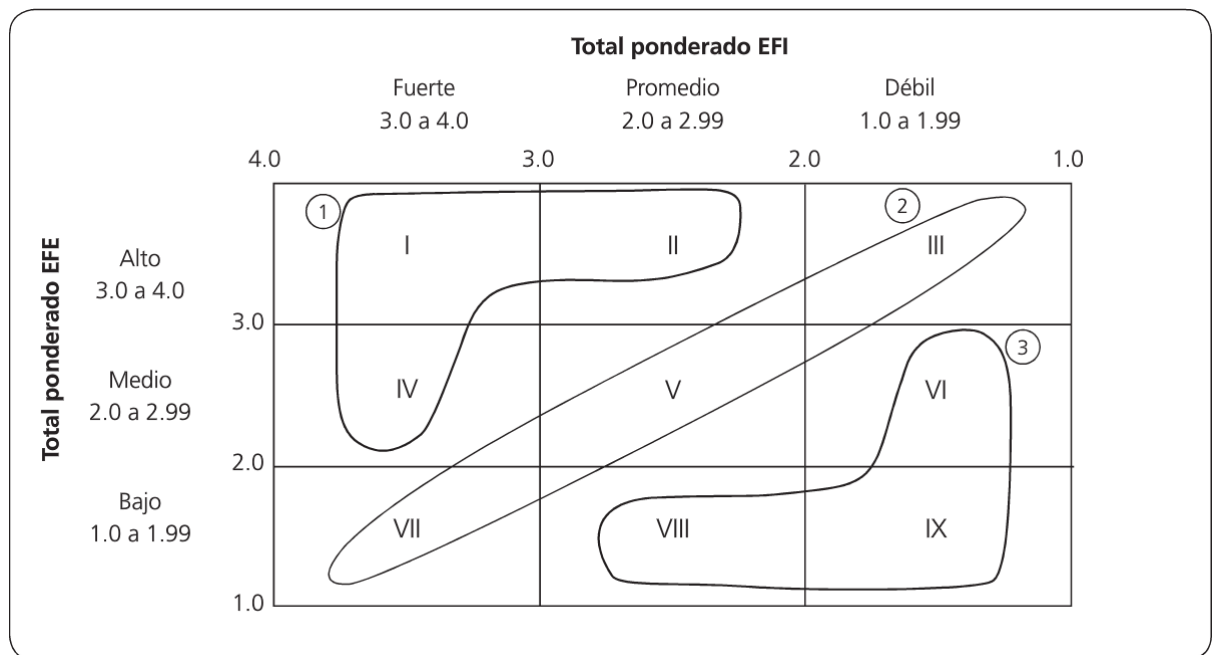 Total ponderado EFI
Fuerte Promedio Débil
3.0 a 4.0 2.0 a 2.99 1.0 a 1.99
4.0 3.0 2.0 1.0
1 2
I II III
Total ponderado EFE
Alto
3.0 a 4.0
3.0
3
Medio
2.0 a 2.99
IV V VI
2.0
Bajo
1.0 a 1.99
VII VIII IX
1.0